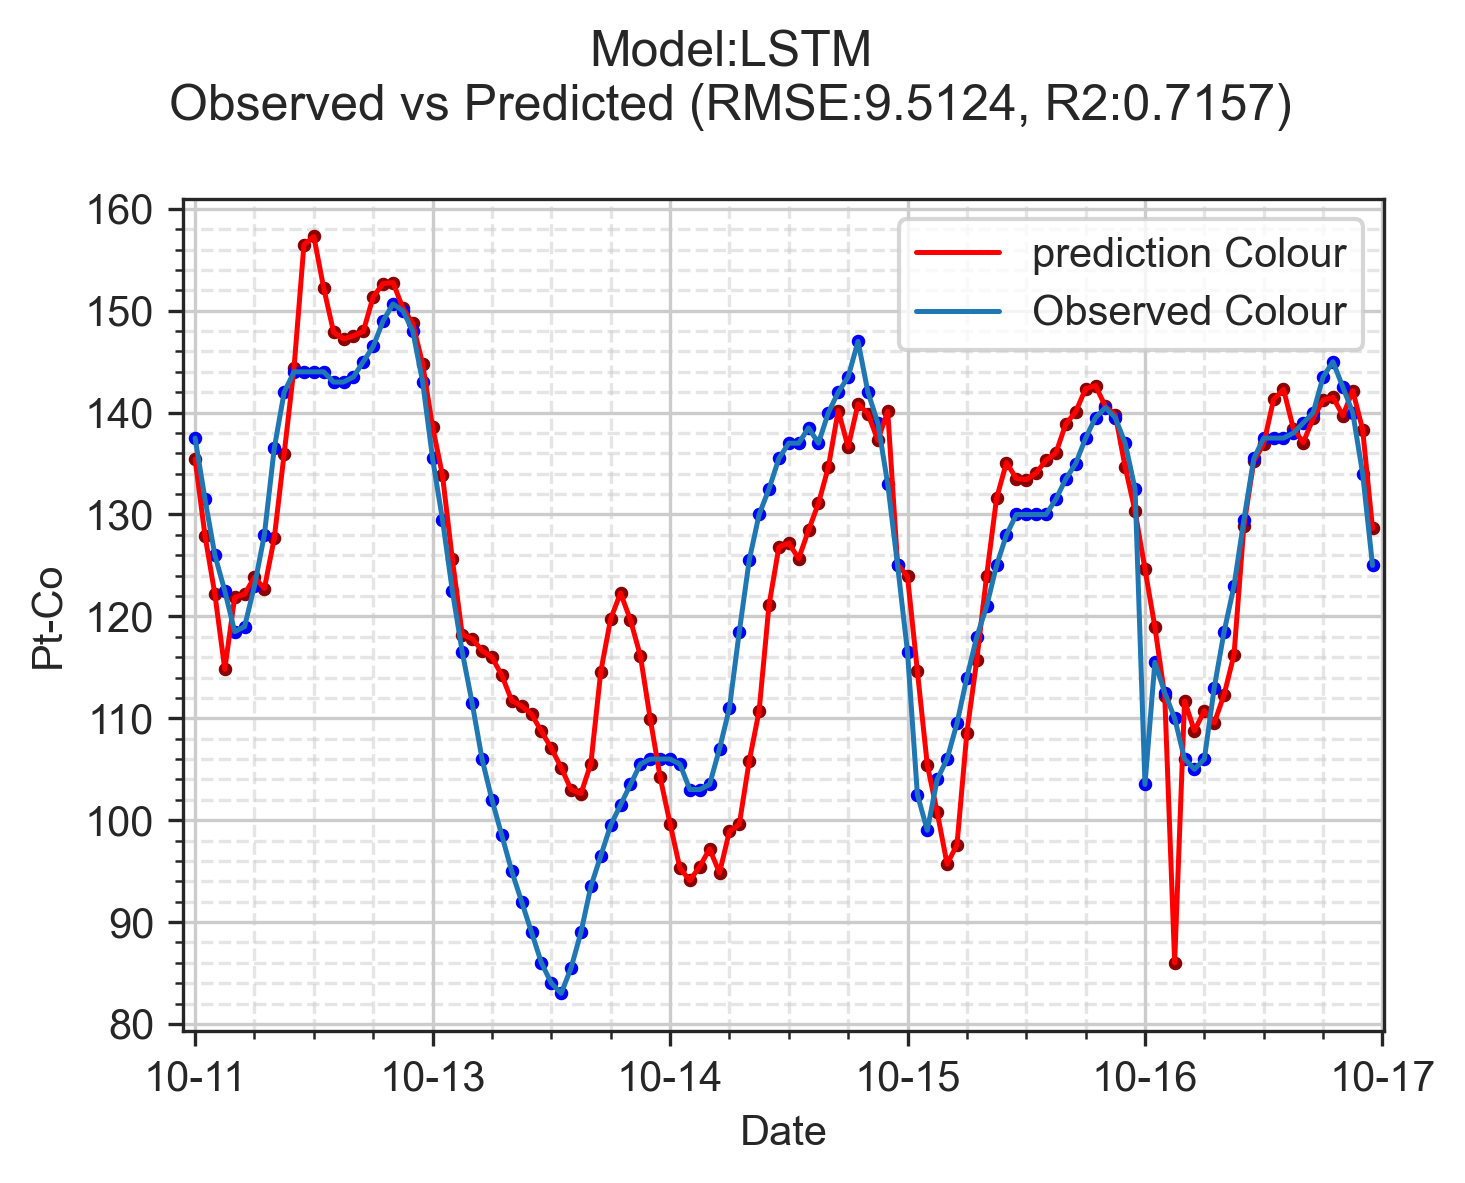 Model:LSTM
Observed vs Predicted (RMSE:9.5124, R2:0.7157)
prediction Colour
Observed Colour
160
150
140
130
120
110
100
90
80
Pt-Co
10-11 10-13 10-14 10-15 10-16 10-17
Date